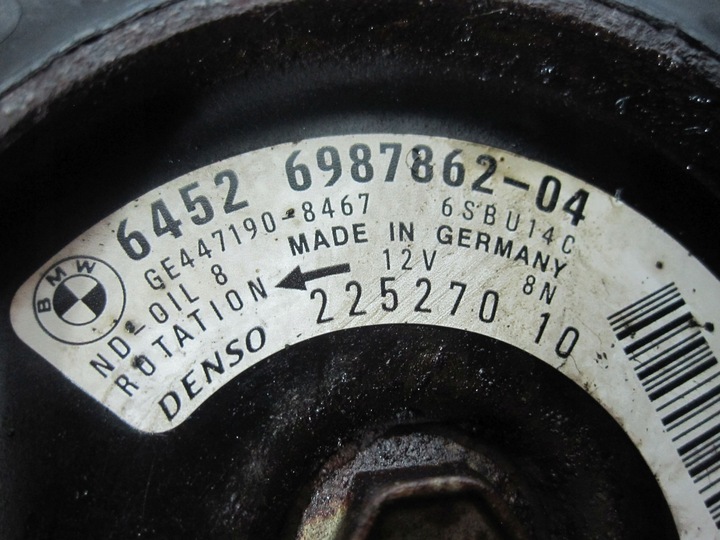 6452 6987862-04
GE447190-8467 6SBU14C
MADE IN GERMANY
BMW
ND-OIL 8 12V 8N
ROTATION 225270 10
DENSO